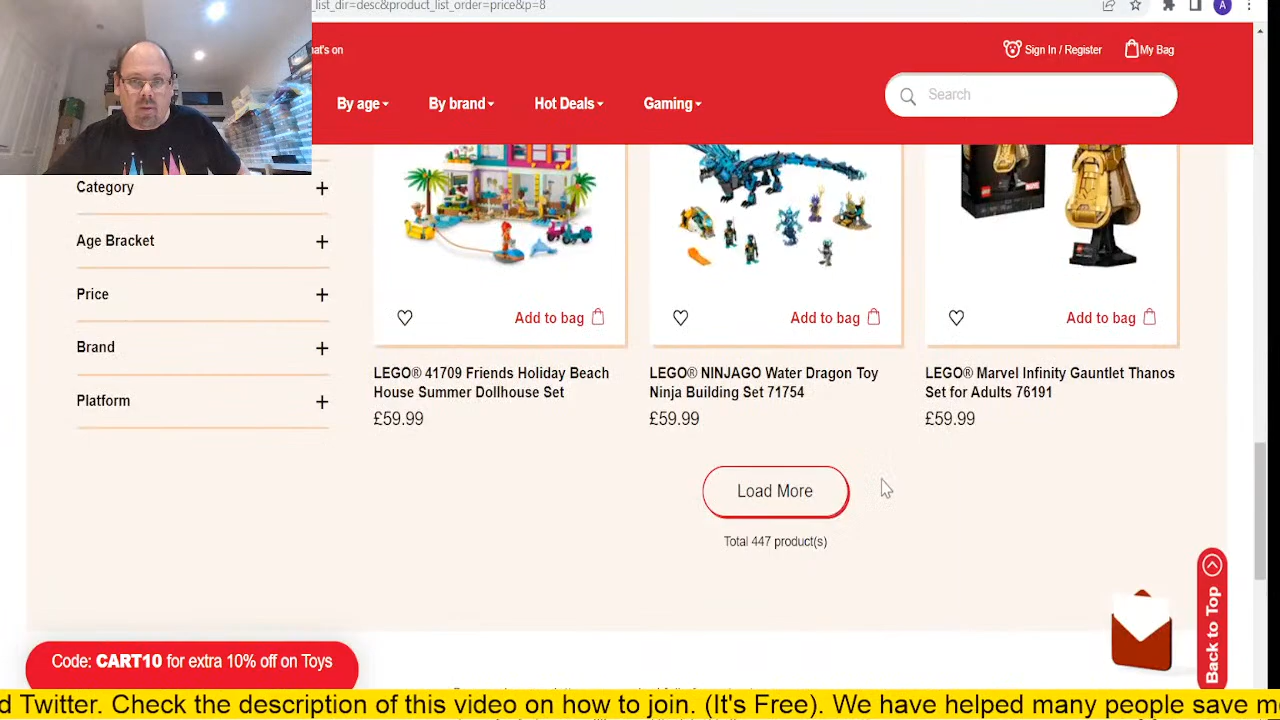 _list_dir=desc&product_list_order=price&p=8
A
hat's on
Sign In / Register
My Bag
By age
By brand
Hot Deals
Gaming
Search
Category
Age Bracket
Price
Brand
Platform
Add to bag
Add to bag
Add to bag
LEGO® 41709 Friends Holiday Beach
House Summer Dollhouse Set
£59.99
LEGO® NINJAGO Water Dragon Toy
Ninja Building Set 71754
£59.99
LEGO® Marvel Infinity Gauntlet Thanos
Set for Adults 76191
£59.99
Load More
Total 447 product(s)
Back to Top
Code: CART10 for extra 10% off on Toys
d Twitter. Check the description of this video on how to join. (It's Free). We have helped many people save m